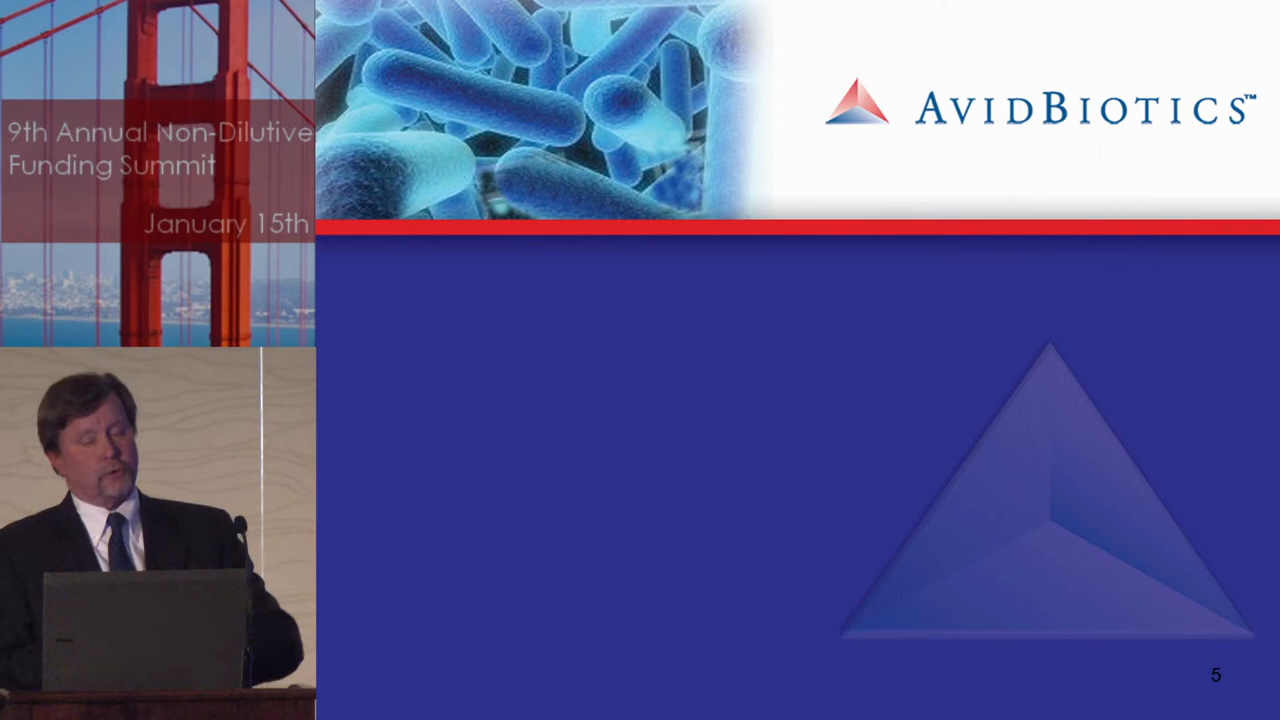 9th Annual Non-Dilutive
Funding Summit
January 15th
AVIDBIOTICS™
5